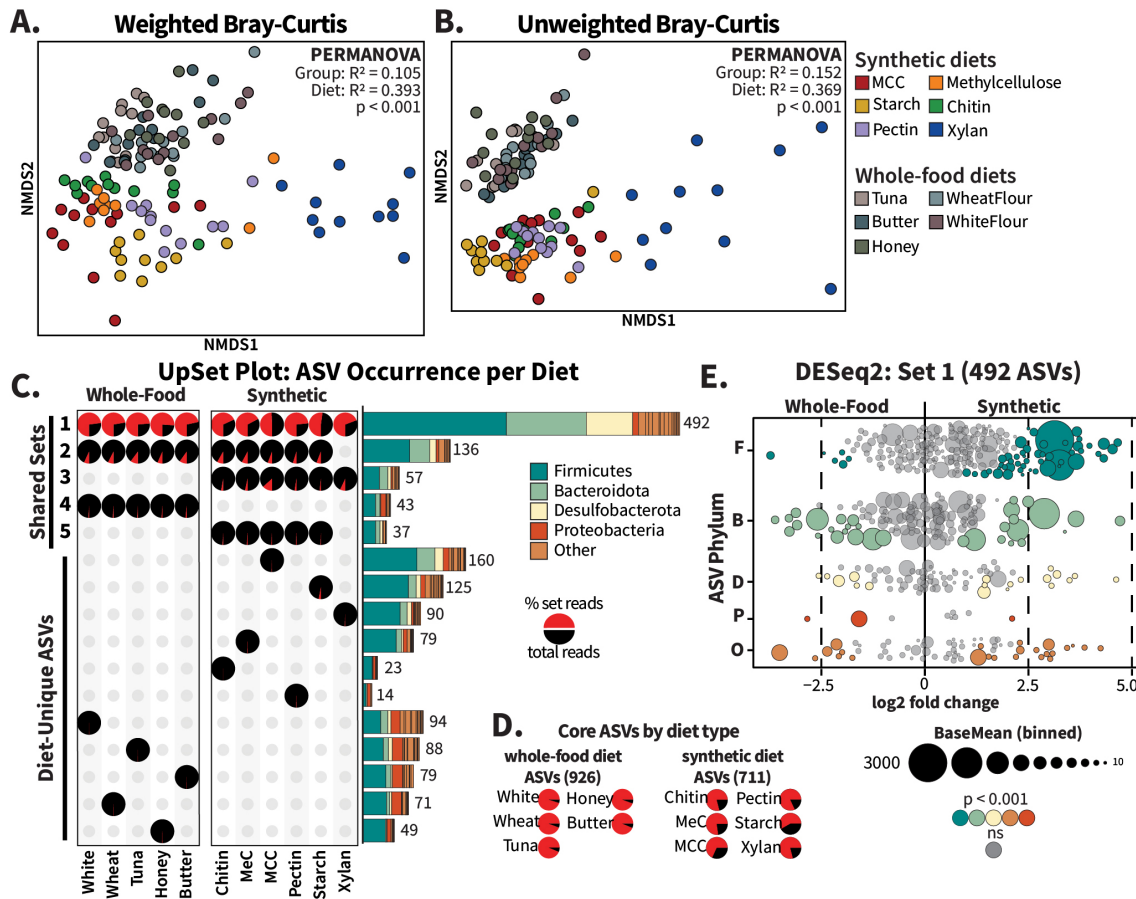 A.
Weighted Bray-Curtis
PERMANOVA
Group: R² = 0.105
Diet: R² = 0.393
p < 0.001
NMDS2
NMDS1
B.
Unweighted Bray-Curtis
PERMANOVA
Group: R² = 0.152
Diet: R² = 0.369
p < 0.001
NMDS2
NMDS1
Synthetic diets
MCC
Methylcellulose
Starch
Chitin
Pectin
Xylan
Whole-food diets
Tuna
WheatFlour
Butter
WhiteFlour
Honey
C.
UpSet Plot: ASV Occurrence per Diet
Whole-Food
Synthetic
Shared Sets
1
2
3
4
5
Diet-Unique ASVs
492
136
57
43
37
160
125
90
79
23
14
94
88
79
71
49
Firmicutes
Bacteroidota
Desulfobacterota
Proteobacteria
Other
% set reads
total reads
White
Wheat
Tuna
Honey
Butter
Chitin
MeC
MCC
Pectin
Starch
Xylan
D.
Core ASVs by diet type
whole-food diet
ASVs (926)
White
Honey
Wheat
Butter
Tuna
synthetic diet
ASVs (711)
Chitin
Pectin
MeC
Starch
MCC
Xylan
E.
DESeq2: Set 1 (492 ASVs)
Whole-Food
Synthetic
ASV Phylum
F
B
D
P
O
−2.5
0
2.5
5.0
log2 fold change
BaseMean (binned)
3000
10
p < 0.001
ns